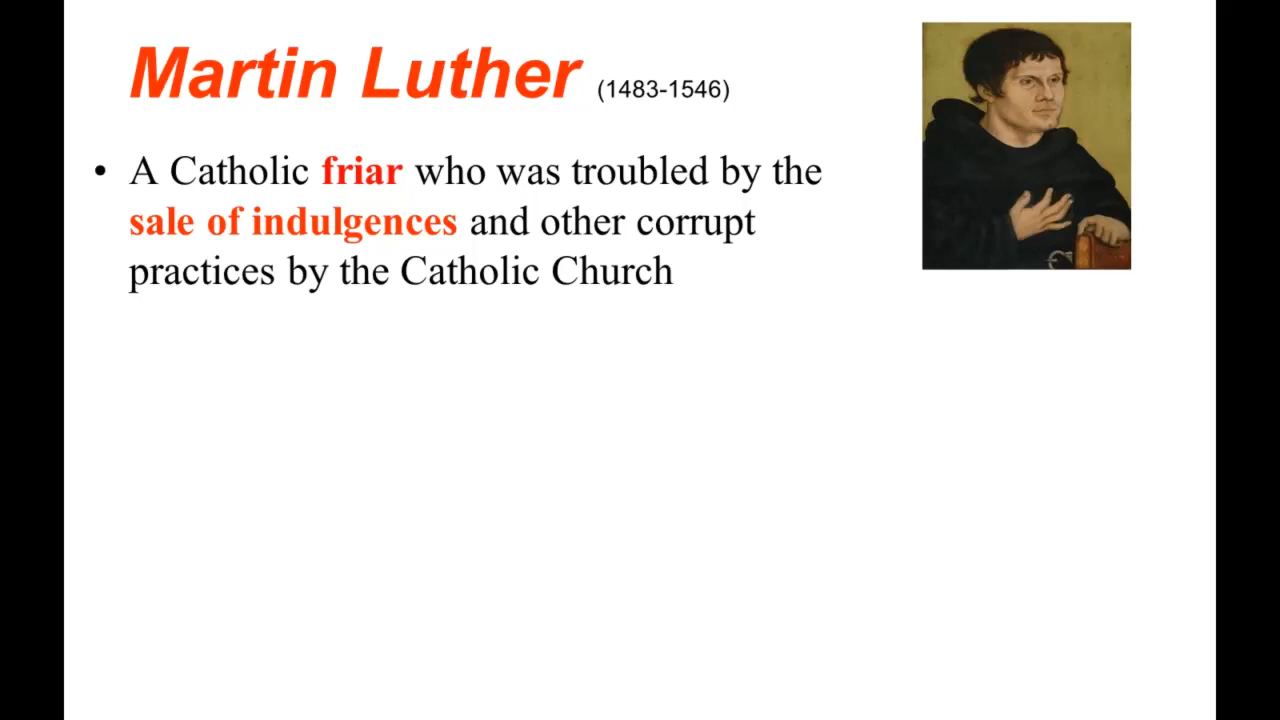 Martin Luther (1483-1546)
• A Catholic friar who was troubled by the
sale of indulgences and other corrupt
practices by the Catholic Church